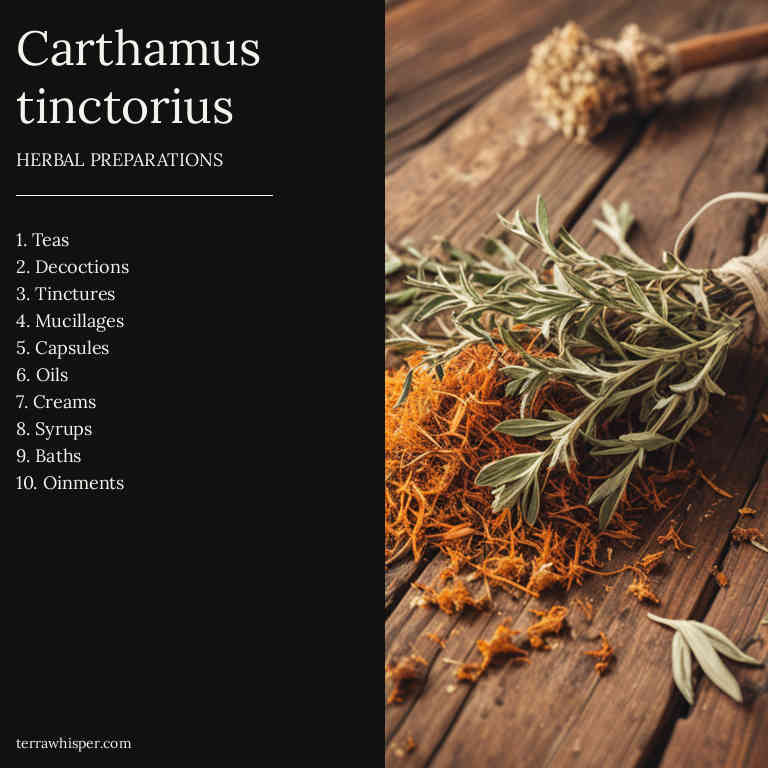 Carthamus
tinctorius
HERBAL PREPARATIONS
1. Teas
2. Decoctions
3. Tinctures
4. Mucillages
5. Capsules
6. Oils
7. Creams
8. Syrups
9. Baths
10. Oinments
terrawhisper.com